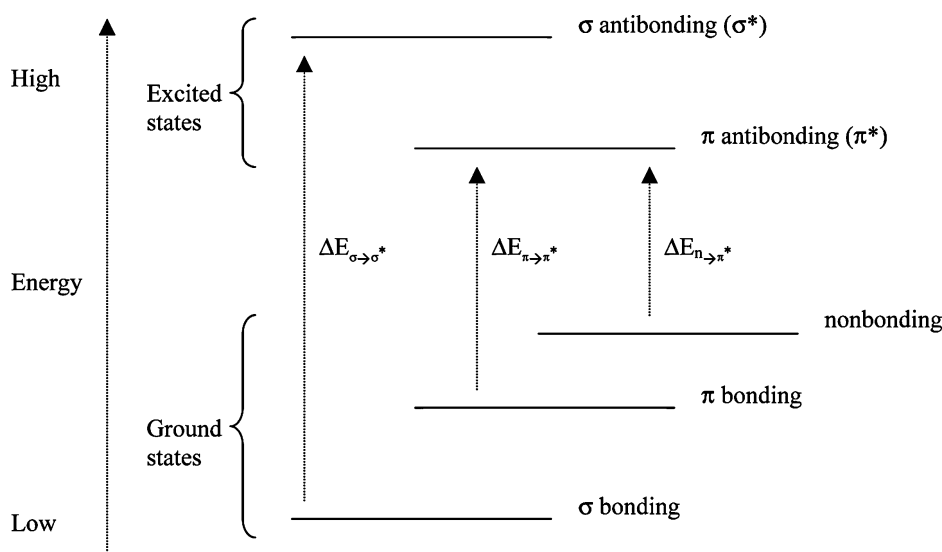 σ antibonding (σ*)
High
Excited
states
π antibonding (π*)
ΔEσ→σ*
ΔEπ→π*
ΔEn→π*
Energy
nonbonding
π bonding
Ground
states
σ bonding
Low